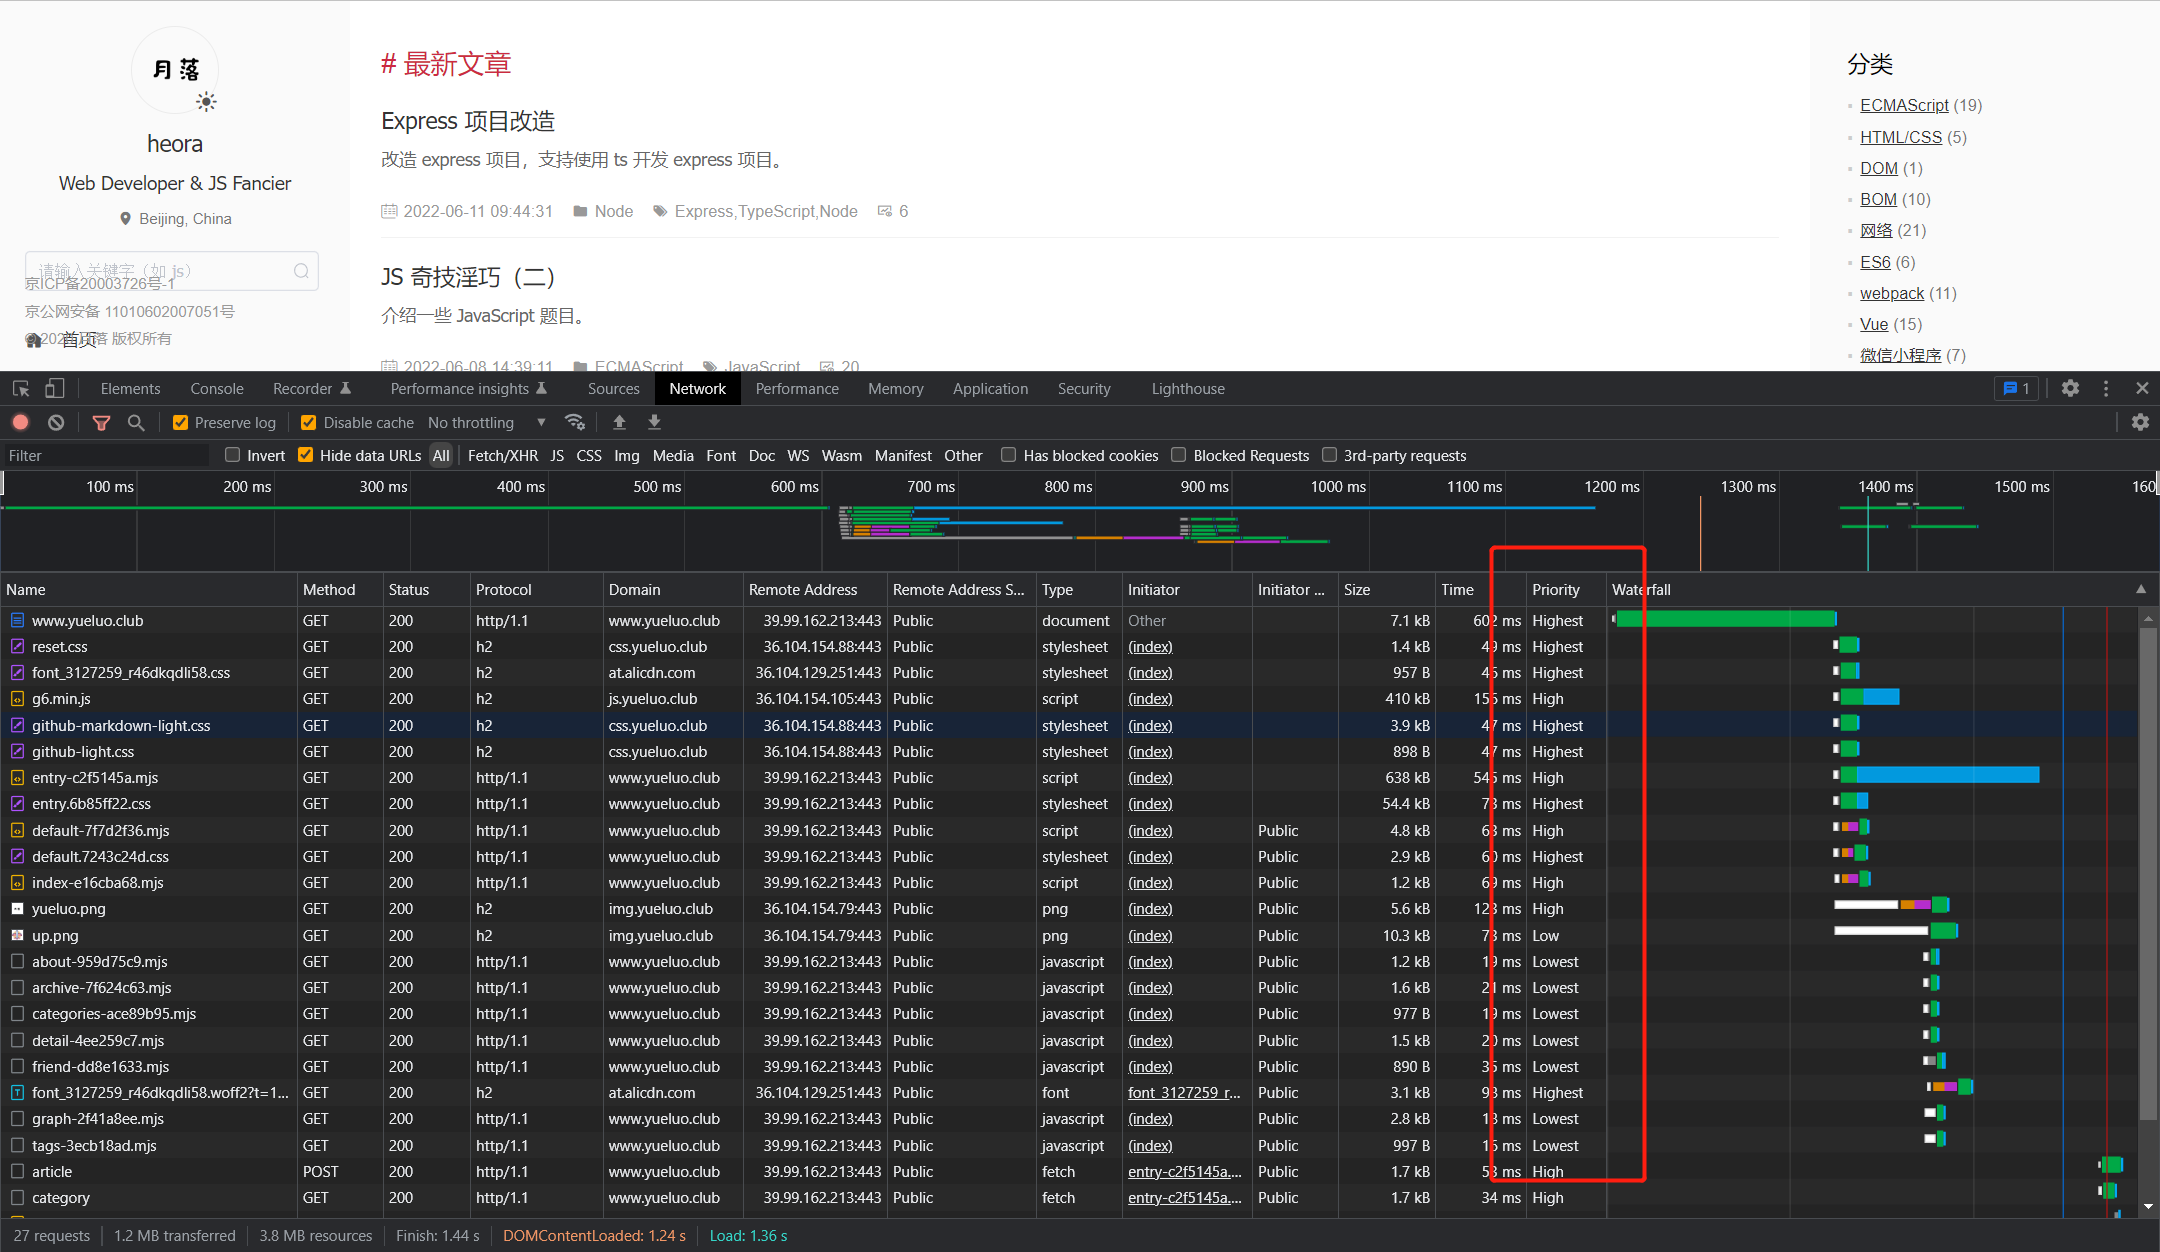 月落
heora
Web Developer & JS Fancier
Beijing, China
请输入关键字（如 js）
京ICP备20003726号-1
京公网安备 11010602007051号
首页
版权所有
# 最新文章
Express 项目改造
改造 express 项目，支持使用 ts 开发 express 项目。
2022-06-11 09:44:31 Node Express,TypeScript,Node 6
JS 奇技淫巧（二）
介绍一些 JavaScript 题目。
2022-06-08 14:39:11 ECMAScript JavaScript 20
分类
ECMAScript (19)
HTML/CSS (5)
DOM (1)
BOM (10)
网络 (21)
ES6 (6)
webpack (11)
Vue (15)
微信小程序 (7)
Elements Console Recorder Performance insights Sources Network Performance Memory Application Security Lighthouse 1
Preserve log Disable cache No throttling
Filter Invert Hide data URLs All Fetch/XHR JS CSS Img Media Font Doc WS Wasm Manifest Other Has blocked cookies Blocked Requests 3rd-party requests
100 ms 200 ms 300 ms 400 ms 500 ms 600 ms 700 ms 800 ms 900 ms 1000 ms 1100 ms 1200 ms 1300 ms 1400 ms 1500 ms 160
Name Method Status Protocol Domain Remote Address Remote Address S... Type Initiator Initiator ... Size Time Priority Waterfall
www.yueluo.club GET 200 http/1.1 www.yueluo.club 39.99.162.213:443 Public document Other 7.1 kB 602 ms Highest
reset.css GET 200 h2 css.yueluo.club 36.104.154.88:443 Public stylesheet (index) 1.4 kB 49 ms Highest
font_3127259_r46dkqdli58.css GET 200 h2 at.alicdn.com 36.104.129.251:443 Public stylesheet (index) 957 B ms Highest
g6.min.js GET 200 h2 js.yueluo.club 36.104.154.105:443 Public script (index) 410 kB ms High
github-markdown-light.css GET 200 h2 css.yueluo.club 36.104.154.88:443 Public stylesheet (index) 3.9 kB 47 ms Highest
github-light.css GET 200 h2 css.yueluo.club 36.104.154.88:443 Public stylesheet (index) 898 B 47 ms Highest
entry-c2f5145a.mjs GET 200 http/1.1 www.yueluo.club 39.99.162.213:443 Public script (index) 638 kB ms High
entry.6b85ff22.css GET 200 http/1.1 www.yueluo.club 39.99.162.213:443 Public stylesheet (index) 54.4 kB ms Highest
default-7f7d2f36.mjs GET 200 http/1.1 www.yueluo.club 39.99.162.213:443 Public script (index) Public 4.8 kB ms High
default.7243c24d.css GET 200 http/1.1 www.yueluo.club 39.99.162.213:443 Public stylesheet (index) Public 2.9 kB 60 ms Highest
index-e16cba68.mjs GET 200 http/1.1 www.yueluo.club 39.99.162.213:443 Public script (index) Public 1.2 kB 69 ms High
yueluo.png GET 200 h2 img.yueluo.club 36.104.154.79:443 Public png (index) Public 5.6 kB ms High
up.png GET 200 h2 img.yueluo.club 36.104.154.79:443 Public png (index) Public 10.3 kB ms Low
about-959d75c9.mjs GET 200 http/1.1 www.yueluo.club 39.99.162.213:443 Public javascript (index) Public 1.2 kB 19 ms Lowest
archive-7f624c63.mjs GET 200 http/1.1 www.yueluo.club 39.99.162.213:443 Public javascript (index) Public 1.6 kB 21 ms Lowest
categories-ace89b95.mjs GET 200 http/1.1 www.yueluo.club 39.99.162.213:443 Public javascript (index) Public 977 B 19 ms Lowest
detail-4ee259c7.mjs GET 200 http/1.1 www.yueluo.club 39.99.162.213:443 Public javascript (index) Public 1.5 kB 20 ms Lowest
friend-dd8e1633.mjs GET 200 http/1.1 www.yueluo.club 39.99.162.213:443 Public javascript (index) Public 890 B ms Lowest
font_3127259_r46dkqdli58.woff2?t=1... GET 200 h2 at.alicdn.com 36.104.129.251:443 Public font font_3127259_r... Public 3.1 kB ms Highest
graph-2f41a8ee.mjs GET 200 http/1.1 www.yueluo.club 39.99.162.213:443 Public javascript (index) Public 2.8 kB ms Lowest
tags-3ecb18ad.mjs GET 200 http/1.1 www.yueluo.club 39.99.162.213:443 Public javascript (index) Public 997 B ms Lowest
article POST 200 http/1.1 www.yueluo.club 39.99.162.213:443 Public fetch entry-c2f5145a.... Public 1.7 kB ms High
category GET 200 http/1.1 www.yueluo.club 39.99.162.213:443 Public fetch entry-c2f5145a.... Public 1.7 kB 34 ms High
27 requests 1.2 MB transferred 3.8 MB resources Finish: 1.44 s DOMContentLoaded: 1.24 s Load: 1.36 s